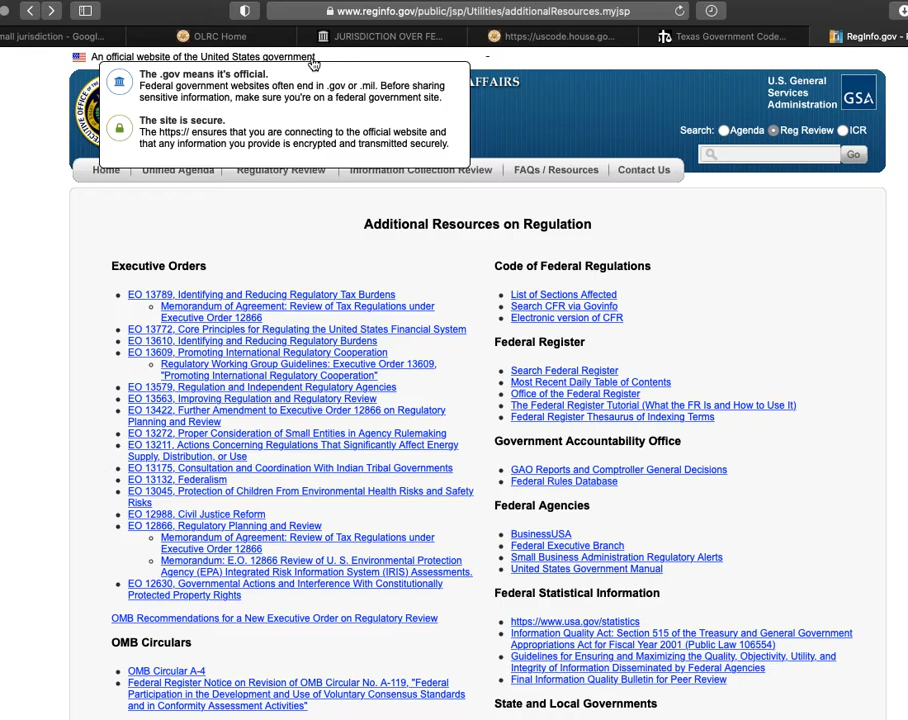 www.reginfo.gov/public/jsp/Utilities/additionalResources.myjsp
mall jurisdiction - Googl...
OLRC Home
JURISDICTION OVER FE...
https://uscode.house.go...
Texas Government Code...
RegInfo.gov -
An official website of the United States government
The .gov means it's official.
Federal government websites often end in .gov or .mil. Before sharing
sensitive information, make sure you're on a federal government site.
The site is secure.
The https:// ensures that you are connecting to the official website and
that any information you provide is encrypted and transmitted securely.
AFFAIRS
U.S. General
Services
Administration
GSA
Search: Agenda Reg Review ICR
Go
Home
Unified Agenda
Regulatory Review
Information Collection Review
FAQs / Resources
Contact Us
Additional Resources on Regulation
Executive Orders
EO 13789, Identifying and Reducing Regulatory Tax Burdens
Memorandum of Agreement: Review of Tax Regulations under
Executive Order 12866
EO 13772, Core Principles for Regulating the United States Financial System
EO 13610, Identifying and Reducing Regulatory Burdens
EO 13609, Promoting International Regulatory Cooperation
Regulatory Working Group Guidelines: Executive Order 13609,
"Promoting International Regulatory Cooperation"
EO 13579, Regulation and Independent Regulatory Agencies
EO 13563, Improving Regulation and Regulatory Review
EO 13422, Further Amendment to Executive Order 12866 on Regulatory
Planning and Review
EO 13272, Proper Consideration of Small Entities in Agency Rulemaking
EO 13211, Actions Concerning Regulations That Significantly Affect Energy
Supply, Distribution, or Use
EO 13175, Consultation and Coordination With Indian Tribal Governments
EO 13132, Federalism
EO 13045, Protection of Children From Environmental Health Risks and Safety
Risks
EO 12988, Civil Justice Reform
EO 12866, Regulatory Planning and Review
Memorandum of Agreement: Review of Tax Regulations under
Executive Order 12866
Memorandum: E.O. 12866 Review of U. S. Environmental Protection
Agency (EPA) Integrated Risk Information System (IRIS) Assessments.
EO 12630, Governmental Actions and Interference With Constitutionally
Protected Property Rights
OMB Recommendations for a New Executive Order on Regulatory Review
OMB Circulars
OMB Circular A-4
Federal Register Notice on Revision of OMB Circular No. A-119, "Federal
Participation in the Development and Use of Voluntary Consensus Standards
and in Conformity Assessment Activities"
Code of Federal Regulations
List of Sections Affected
Search CFR via Govinfo
Electronic version of CFR
Federal Register
Search Federal Register
Most Recent Daily Table of Contents
Office of the Federal Register
The Federal Register Tutorial (What the FR Is and How to Use It)
Federal Register Thesaurus of Indexing Terms
Government Accountability Office
GAO Reports and Comptroller General Decisions
Federal Rules Database
Federal Agencies
BusinessUSA
Federal Executive Branch
Small Business Administration Regulatory Alerts
United States Government Manual
Federal Statistical Information
https://www.usa.gov/statistics
Information Quality Act: Section 515 of the Treasury and General Government
Appropriations Act for Fiscal Year 2001 (Public Law 106554)
Guidelines for Ensuring and Maximizing the Quality, Objectivity, Utility, and
Integrity of Information Disseminated by Federal Agencies
Final Information Quality Bulletin for Peer Review
State and Local Governments